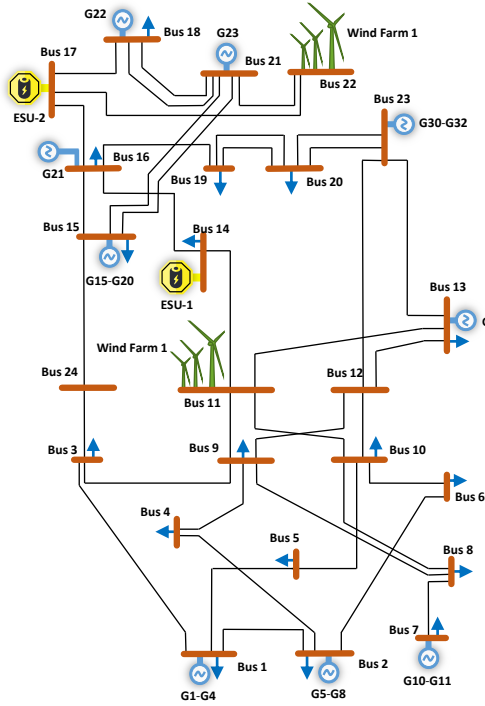 G22
Bus 18
G23
Wind Farm 1
Bus 17
Bus 21
Bus 22
ESU-2
Bus 23
G30-G32
G21
Bus 16
Bus 19
Bus 20
Bus 15
Bus 14
G15-G20
ESU-1
Bus 13
G
Wind Farm 1
Bus 24
Bus 11
Bus 12
Bus 3
Bus 9
Bus 10
Bus 6
Bus 4
Bus 5
Bus 8
Bus 7
Bus 1
Bus 2
G1-G4
G5-G8
G10-G11